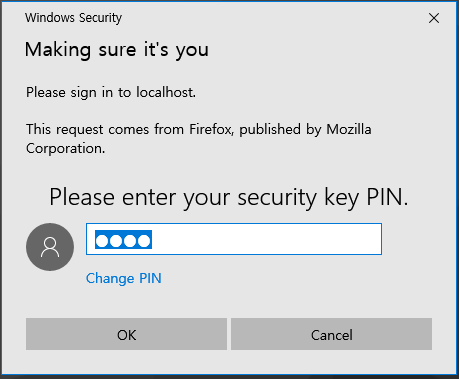 Windows Security
Making sure it's you
Please sign in to localhost.
This request comes from Firefox, published by Mozilla
Corporation.
Please enter your security key PIN.
●●●●
Change PIN
OK
Cancel